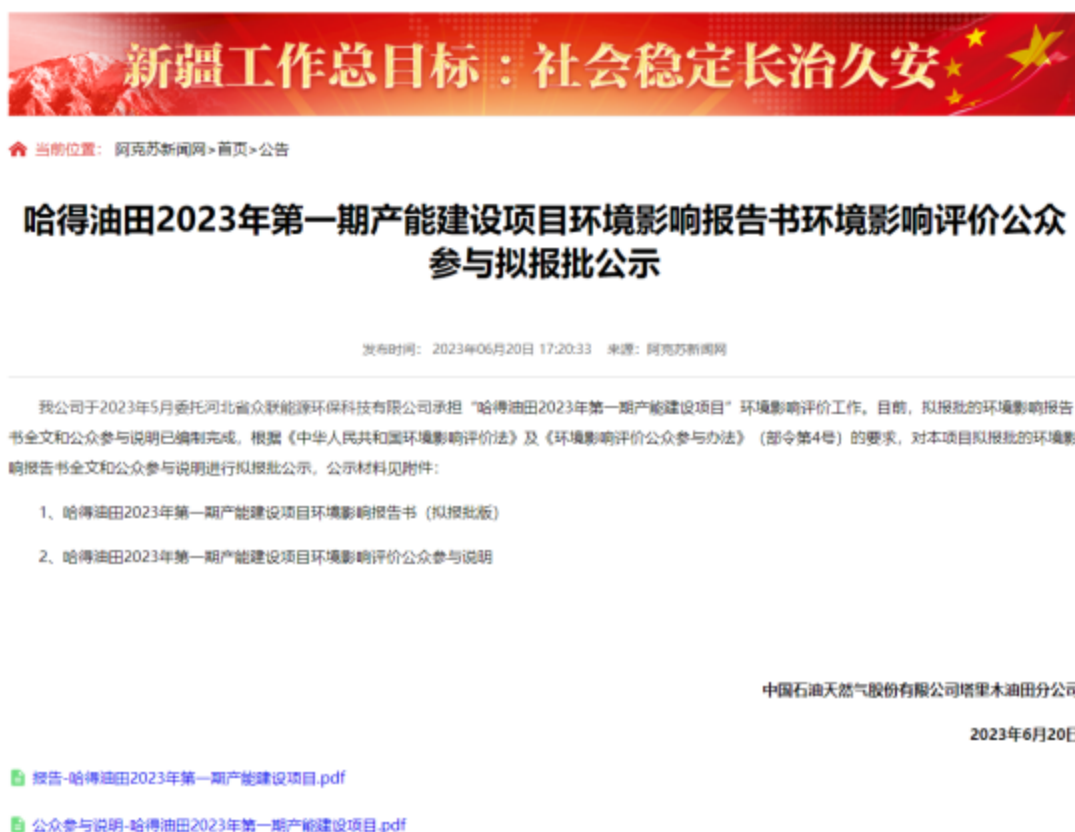 新疆工作总目标：社会稳定长治久安
当前位置： 阿克苏新闻网>首页>公告
哈得油田2023年第一期产能建设项目环境影响报告书环境影响评价公众
参与拟报批公示
发布时间： 2023年06月20日 17:20:33 来源：阿克苏新闻网
我公司于2023年5月委托河北省众联能源环保科技有限公司承担“哈得油田2023年第一期产能建设项目”环境影响评价工作。目前，拟报批的环境影响报告
书全文和公众参与说明已编制完成。根据《中华人民共和国环境影响评价法》及《环境影响评价公众参与办法》（部令第4号）的要求，对本项目拟报批的环境影
响报告书全文和公众参与说明进行拟报批公示。公示材料见附件：
1、哈得油田2023年第一期产能建设项目环境影响报告书（拟报批版）
2、哈得油田2023年第一期产能建设项目环境影响评价公众参与说明
中国石油天然气股份有限公司塔里木油田分公司
2023年6月20日
报告-哈得油田2023年第一期产能建设项目.pdf
公众参与说明-哈得油田2023年第一期产能建设项目.pdf